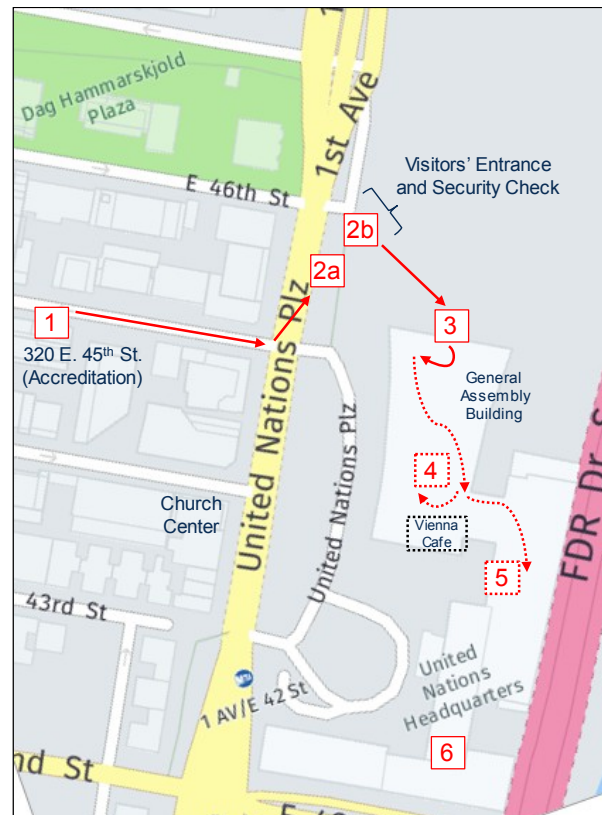 1st Ave
Dag Hammarskjold
Plaza
E 46th St
Visitors' Entrance
and Security Check
2b
2a
1
3
320 E. 45th St.
(Accreditation)
United Nations Plz
General
Assembly
Building
United Nations Plz
4
Church
Center
Vienna
Cafe
5
FDR Dr S
43rd St
United
Nations
Headquarters
MTA
1 AV/E 42 St
6
nd St